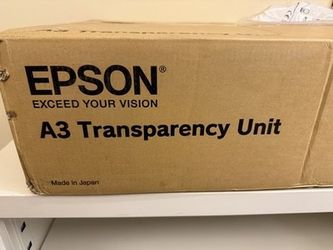 EPSON®
EXCEED YOUR VISION
A3 Transparency Unit
Made in Japan